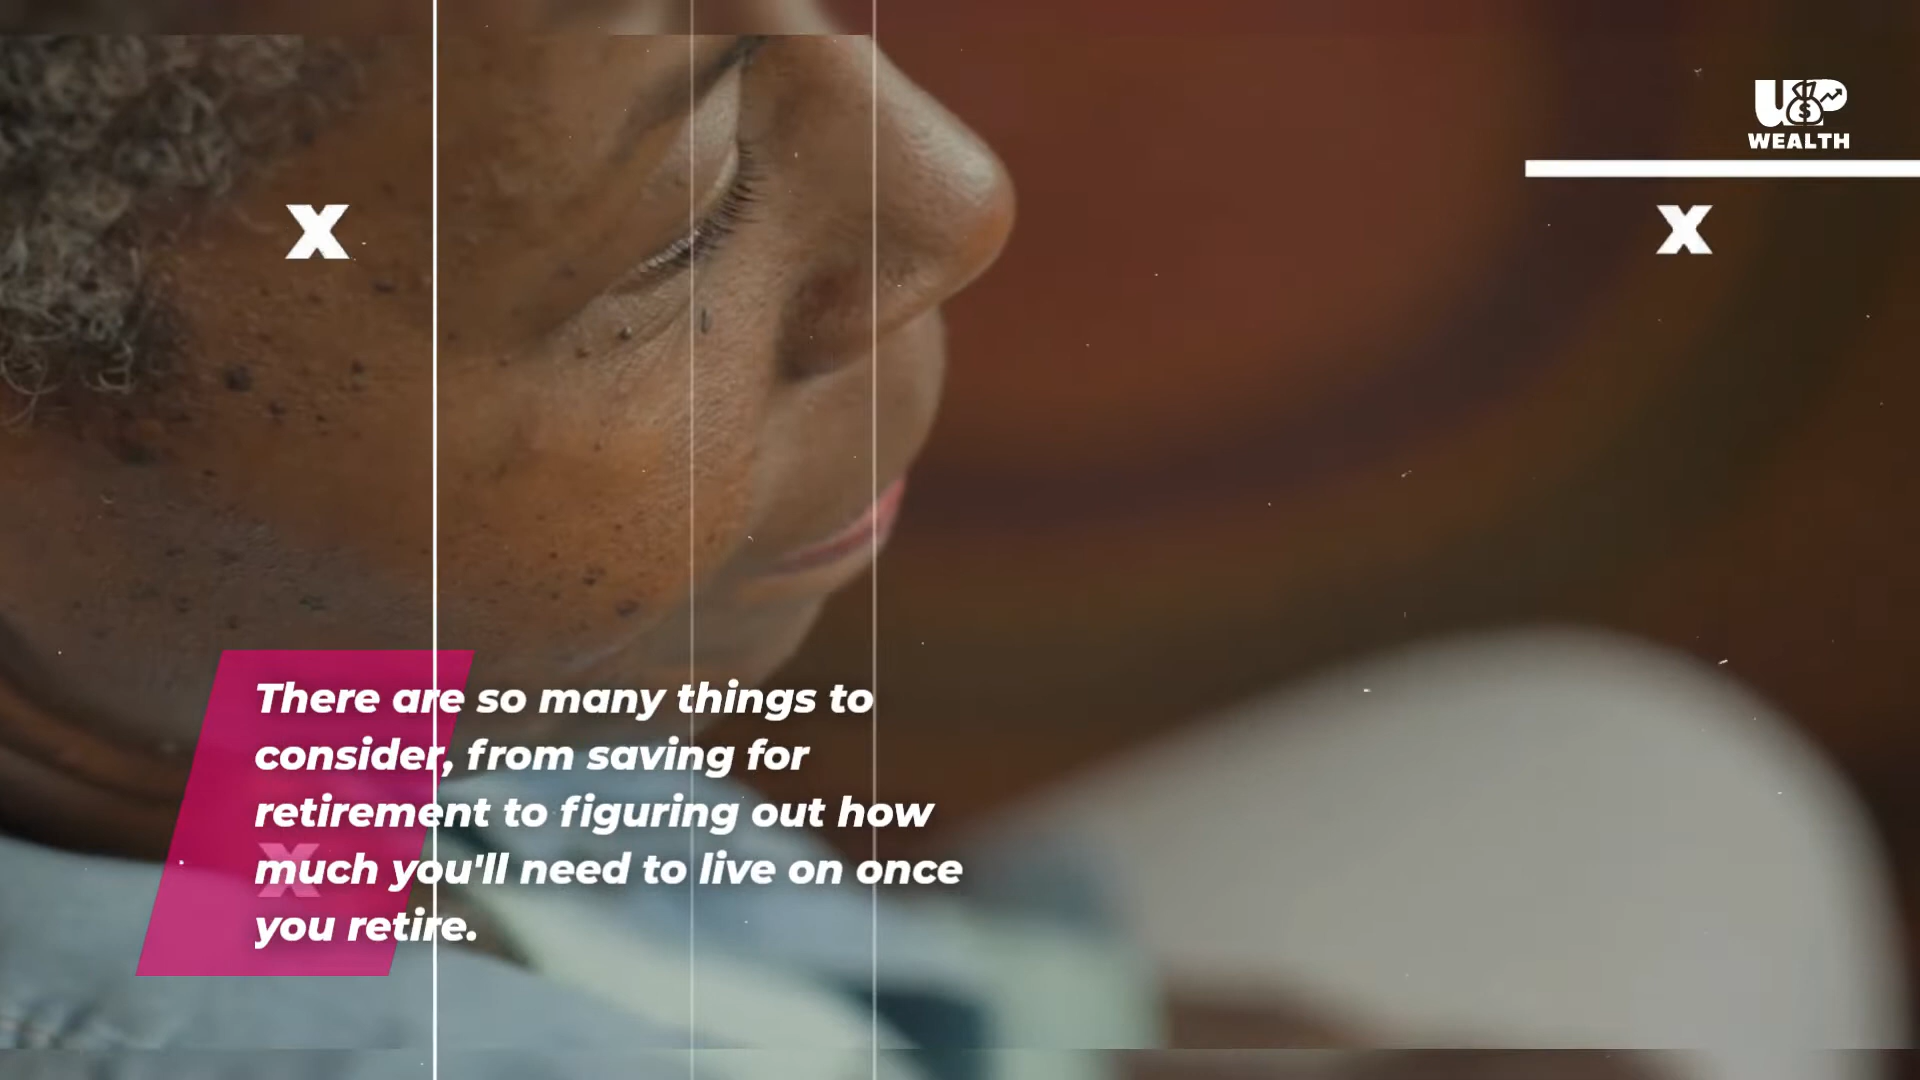 UP
WEALTH
X
X
There are so many things to
consider, from saving for
retirement to figuring out how
much you'll need to live on once
you retire.
X